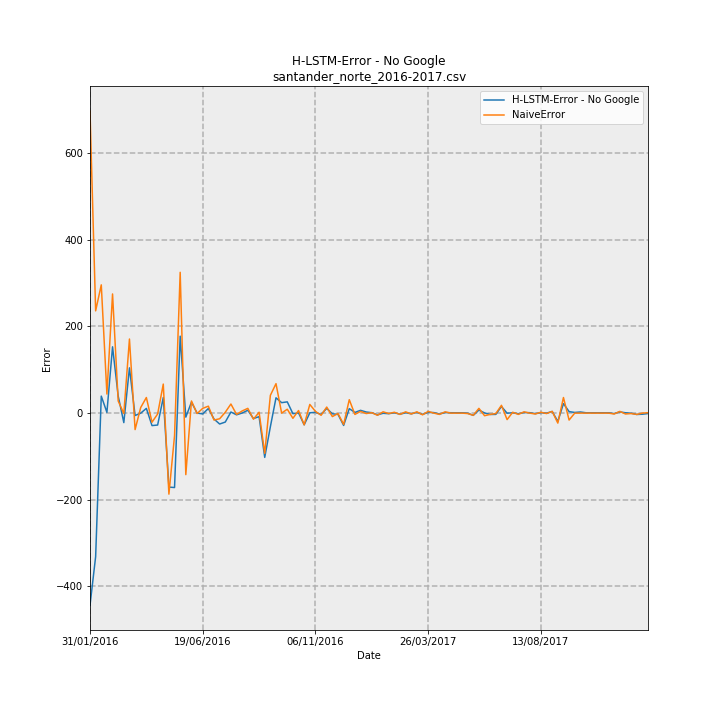 H-LSTM-Error - No Google
santander_norte_2016-2017.csv
H-LSTM-Error - No Google
NaiveError
600
400
200
0
−200
−400
Error
31/01/2016 19/06/2016 06/11/2016 26/03/2017 13/08/2017
Date